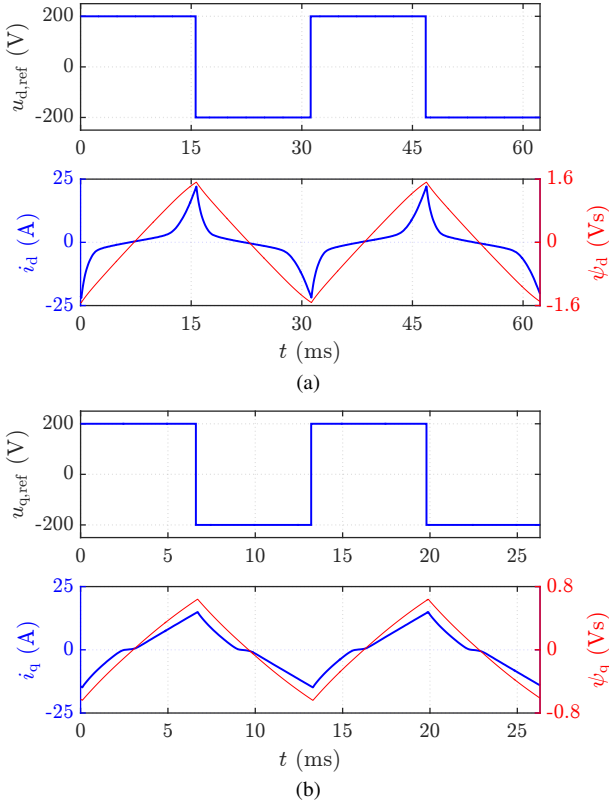 200
0
-200
u_d,ref (V)
0 15 30 45 60
25 1.6
0 0
-25 -1.6
i_d (A)
ψ_d (Vs)
0 15 30 45 60
t (ms)
(a)
200
0
-200
u_q,ref (V)
0 5 10 15 20 25
25 0.8
0 0
-25 -0.8
i_q (A)
ψ_q (Vs)
0 5 10 15 20 25
t (ms)
(b)